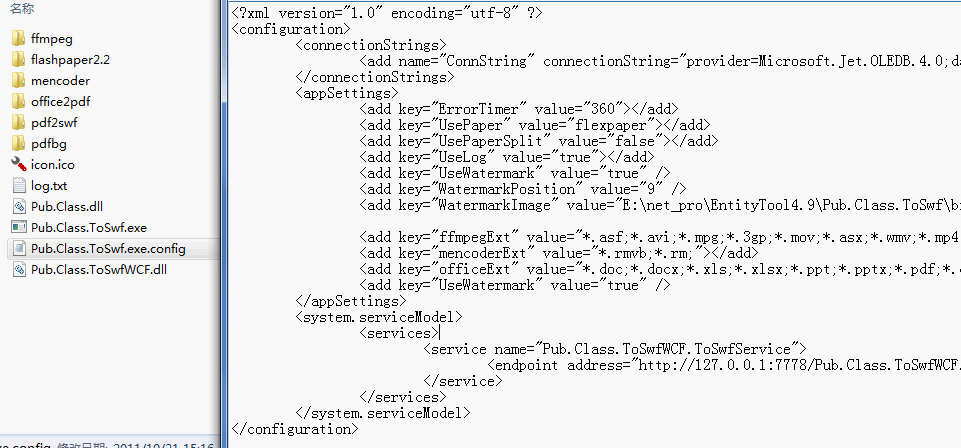 名称
ffmpeg
flashpaper2.2
mencoder
office2pdf
pdf2swf
pdfbg
icon.ico
log.txt
Pub.Class.dll
Pub.Class.ToSwf.exe
Pub.Class.ToSwf.exe.config
Pub.Class.ToSwfWCF.dll
xe.config 修改日期: 2011/10/21 15:16
<?xml version="1.0" encoding="utf-8" ?>
<configuration>
<connectionStrings>
<add name="ConnString" connectionString="provider=Microsoft.Jet.OLEDB.4.0;da
</connectionStrings>
<appSettings>
<add key="ErrorTimer" value="360"></add>
<add key="UsePaper" value="flexpaper"></add>
<add key="UsePaperSplit" value="false"></add>
<add key="UseLog" value="true"></add>
<add key="UseWatermark" value="true" />
<add key="WatermarkPosition" value="9" />
<add key="WatermarkImage" value="E:\net_pro\EntityTool4.9\Pub.Class.ToSwf\b
<add key="ffmpegExt" value="*.asf;*.avi;*.mpg;*.3gp;*.mov;*.asx;*.wmv;*.mp4
<add key="mencoderExt" value="*.rmvb;*.rm;"></add>
<add key="officeExt" value="*.doc;*.docx;*.xls;*.xlsx;*.ppt;*.pptx;*.pdf;*.
<add key="UseWatermark" value="true" />
</appSettings>
<system.serviceModel>
<services>
<service name="Pub.Class.ToSwfWCF.ToSwfService">
<endpoint address="http://127.0.0.1:7778/Pub.Class.ToSwfWCF.
</service>
</services>
</system.serviceModel>
</configuration>